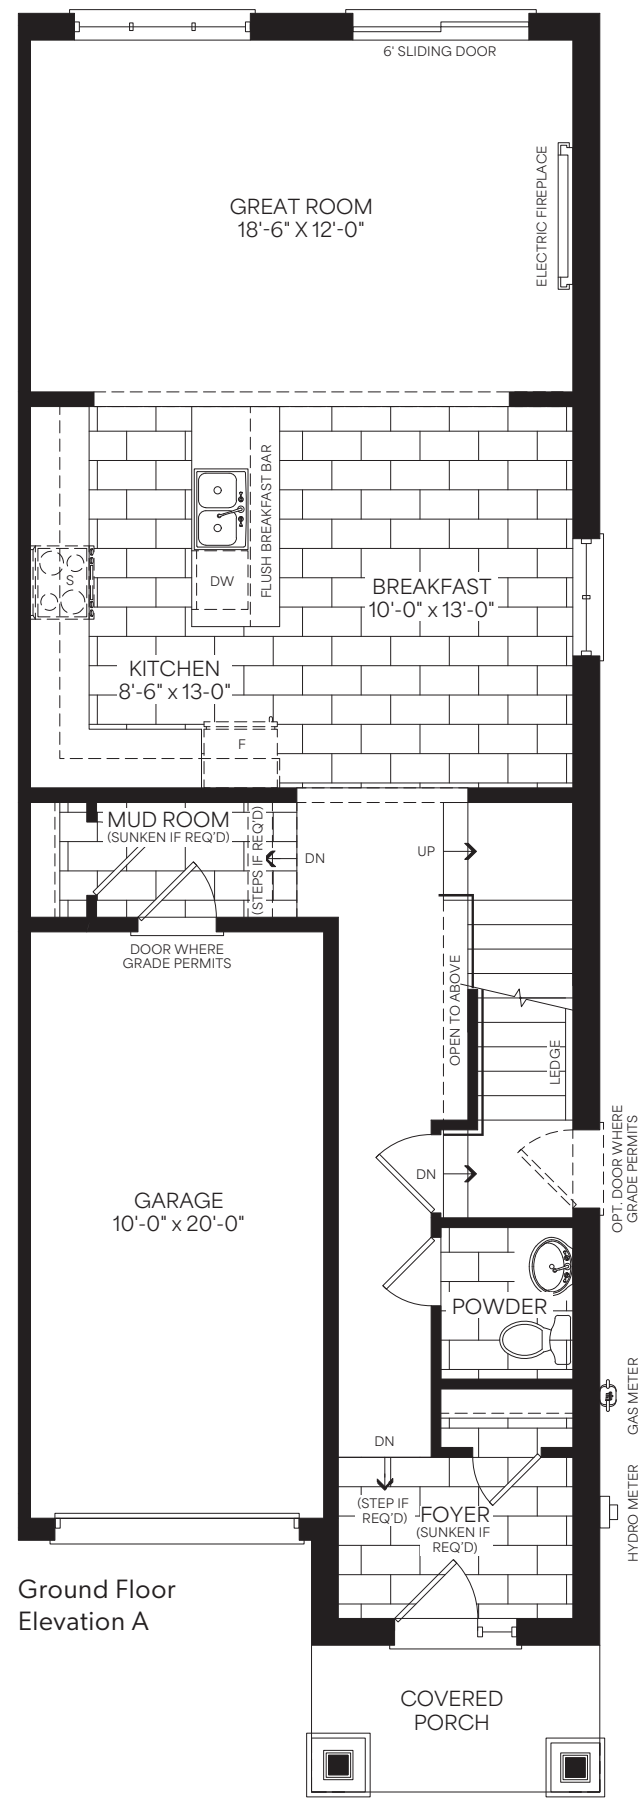 6' SLIDING DOOR
GREAT ROOM
18'-6" X 12'-0"
ELECTRIC FIREPLACE
FLUSH BREAKFAST BAR
S
DW
BREAKFAST
10'-0" x 13'-0"
KITCHEN
8'-6" x 13-0"
F
MUD ROOM
(SUNKEN IF REQ'D)
(STEPS IF REQ'D)
DN
UP
DOOR WHERE
GRADE PERMITS
OPEN TO ABOVE
LEDGE
DN
OPT. DOOR WHERE
GRADE PERMITS
GARAGE
10'-0" x 20'-0"
POWDER
GAS METER
DN
(STEP IF
REQ'D)
FOYER
(SUNKEN IF
REQ'D)
HYDRO METER
Ground Floor
Elevation A
COVERED
PORCH